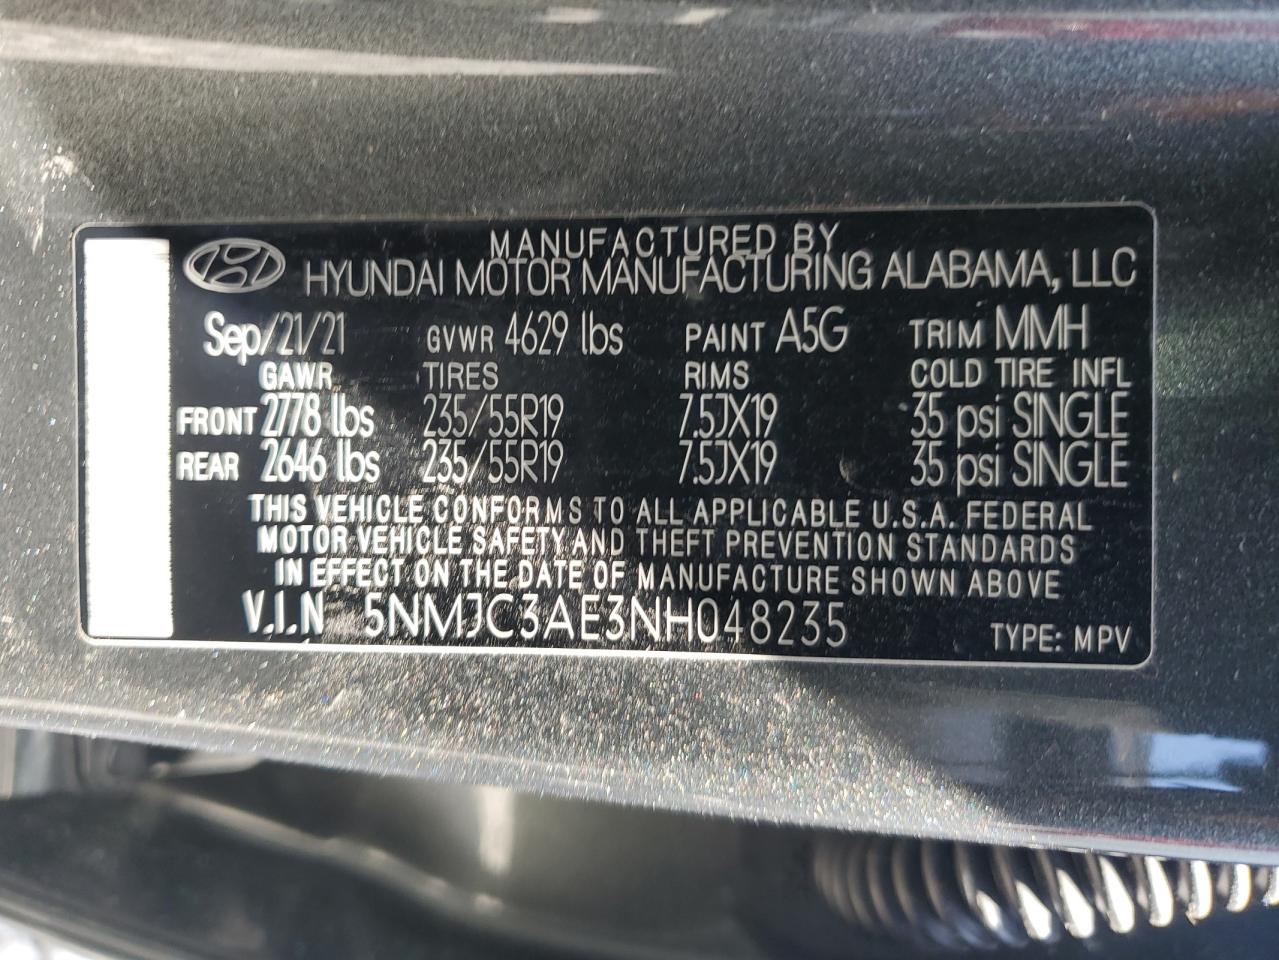 MANUFACTURED BY
HYUNDAI MOTOR MANUFACTURING ALABAMA, LLC
Sep/21/21 GVWR 4629 lbs PAINT A5G TRIM MMH
GAWR TIRES RIMS COLD TIRE INFL
FRONT 2778 lbs 235/55R19 7.5JX19 35 psi SINGLE
REAR 2646 lbs 235/55R19 7.5JX19 35 psi SINGLE
THIS VEHICLE CONFORMS TO ALL APPLICABLE U.S.A. FEDERAL
MOTOR VEHICLE SAFETY AND THEFT PREVENTION STANDARDS
IN EFFECT ON THE DATE OF MANUFACTURE SHOWN ABOVE
V.I.N 5NMJC3AE3NH048235 TYPE: MPV